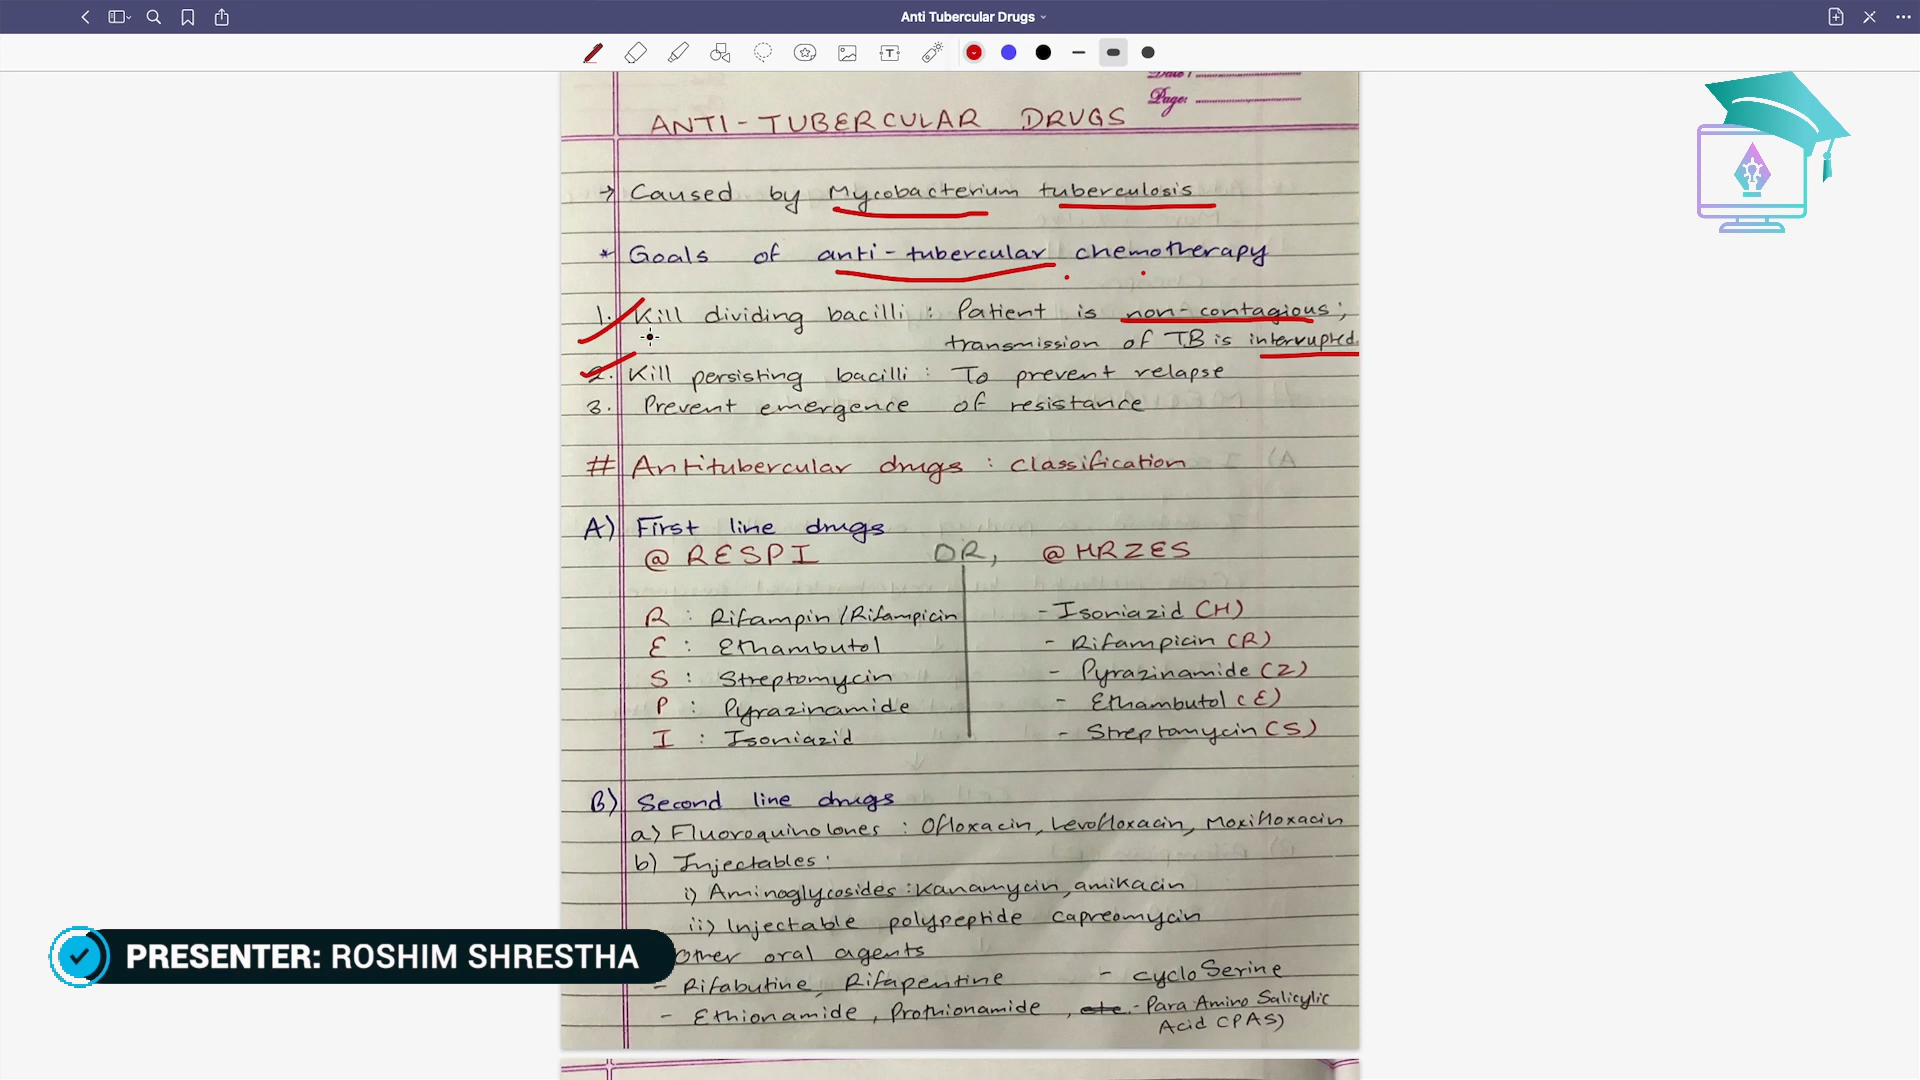 Anti Tubercular Drugs
Date:
Page:
ANTI-TUBERCULAR DRUGS
→ Caused by Mycobacterium tuberculosis
* Goals of anti-tubercular chemotherapy
1. Kill dividing bacilli : Patient is non-contagious;
transmission of TB is interrupted.
2. Kill persisting bacilli : To prevent relapse
3. Prevent emergence of resistance
# Antitubercular drugs : classification
A) First line drugs
@ RESPI OR, @ HRZES
R : Rifampin/Rifampicin - Isoniazid (H)
E : Ethambutol - Rifampicin (R)
S : Streptomycin - Pyrazinamide (Z)
P : Pyrazinamide - Ethambutol (E)
I : Isoniazid - Streptomycin (S)
B) Second line drugs
a) Fluoroquinolones : Ofloxacin, Levofloxacin, Moxifloxacin
b) Injectables:
i) Aminoglycosides : Kanamycin, amikacin
ii) Injectable polypeptide capreomycin
Other oral agents
- Rifabutine, Rifapentine - cyclo Serine
- Ethionamide, Prothionamide, etc. - Para Amino Salicylic
Acid (PAS)
PRESENTER: ROSHIM SHRESTHA